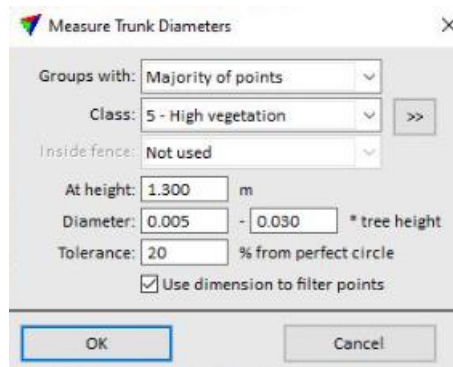 Measure Trunk Diameters
Groups with: Majority of points
Class: 5 - High vegetation >>
Inside fence: Not used
At height: 1.300 m
Diameter: 0.005 - 0.030 * tree height
Tolerance: 20 % from perfect circle
Use dimension to filter points
OK Cancel